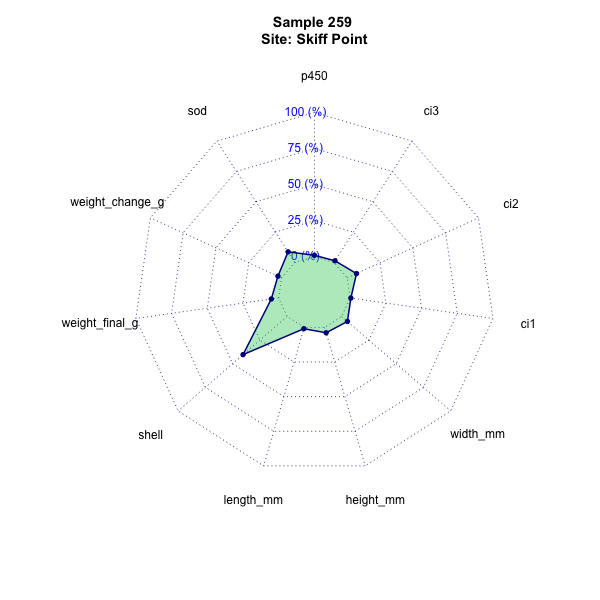 Sample 259
Site: Skiff Point
p450
sod
ci3
100 (%)
75 (%)
50 (%)
25 (%)
0 (%)
weight_change_g
ci2
weight_final_g
ci1
shell
width_mm
length_mm
height_mm